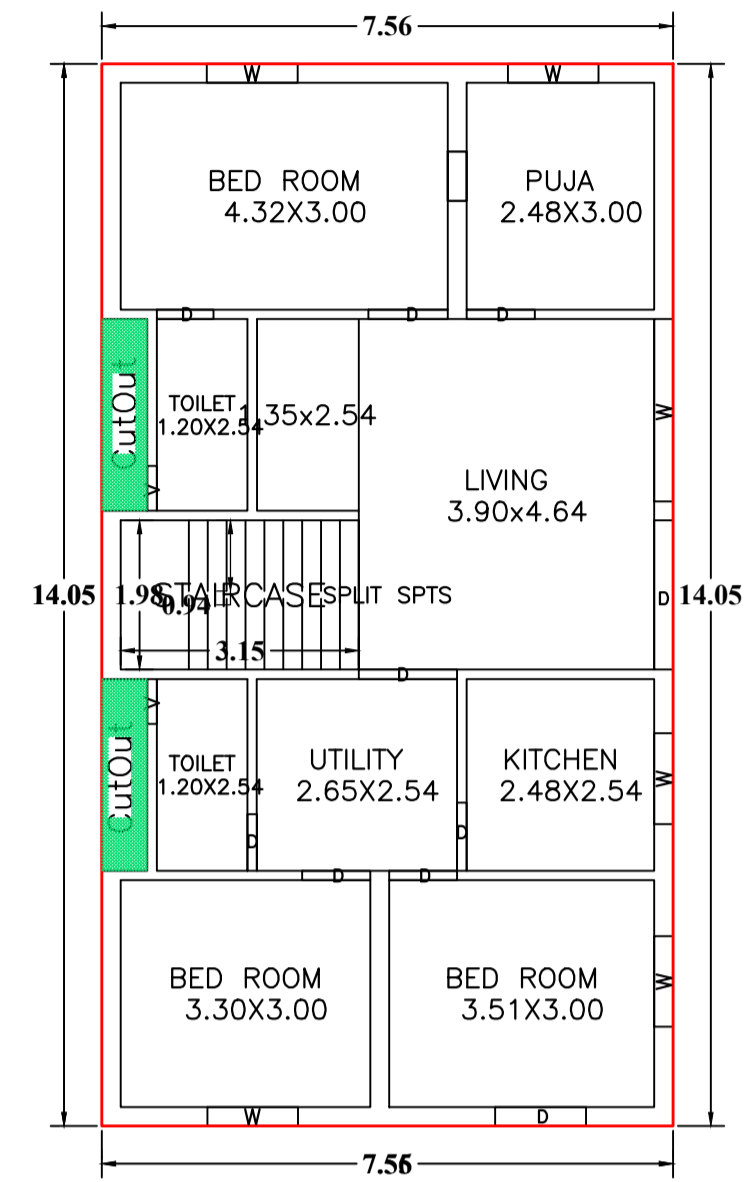 7.56
W
W
BED ROOM
4.32X3.00
PUJA
2.48X3.00
D
D
D
CutOut
TOILET
1.20X2.54
1.35x2.54
W
V
LIVING
3.90x4.64
14.05
1.98
0.94
STAIRCASE
SPLIT SPTS
D
14.05
3.15
D
V
CutOut
TOILET
1.20X2.54
UTILITY
2.65X2.54
KITCHEN
2.48X2.54
W
D
D
D
D
BED ROOM
3.30X3.00
BED ROOM
3.51X3.00
W
W
D
7.56